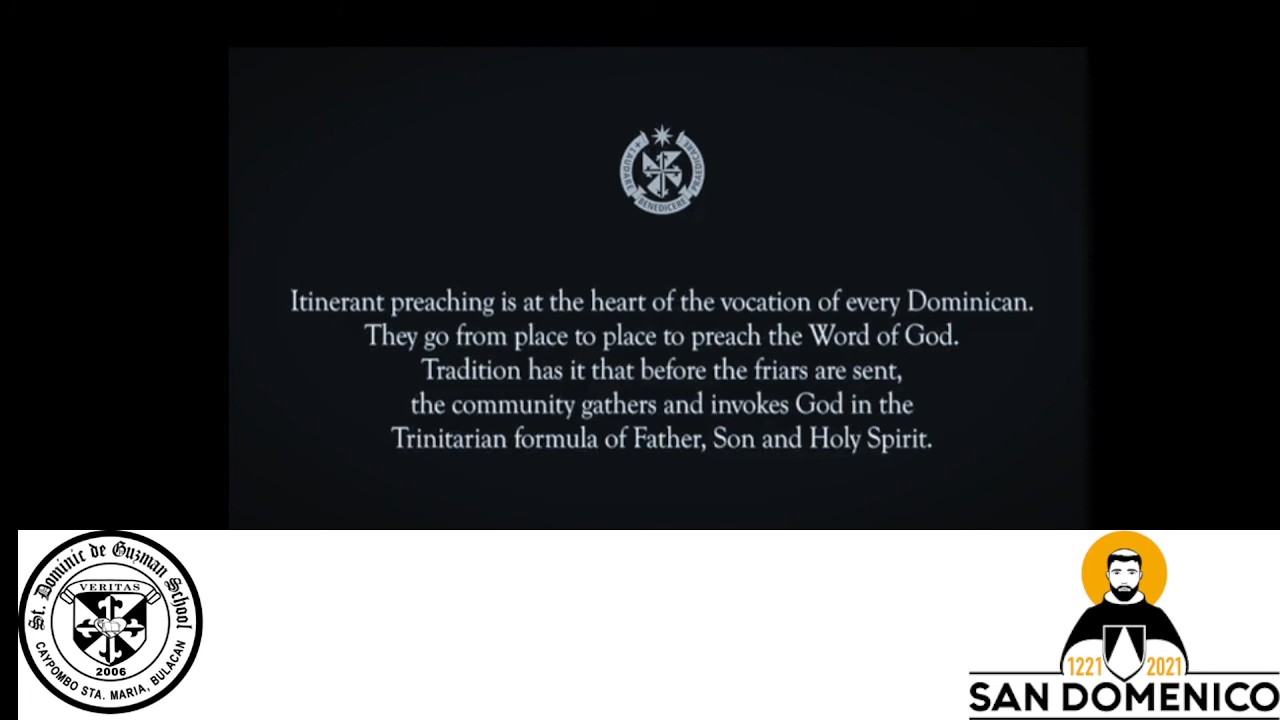 LAUDARE
BENEDICERE
PRAEDICARE
Itinerant preaching is at the heart of the vocation of every Dominican.
They go from place to place to preach the Word of God.
Tradition has it that before the friars are sent,
the community gathers and invokes God in the
Trinitarian formula of Father, Son and Holy Spirit.
St. Dominic de Guzman School
VERITAS
2006
CAYPOMBO STA. MARIA, BULACAN
1221 2021
SAN DOMENICO